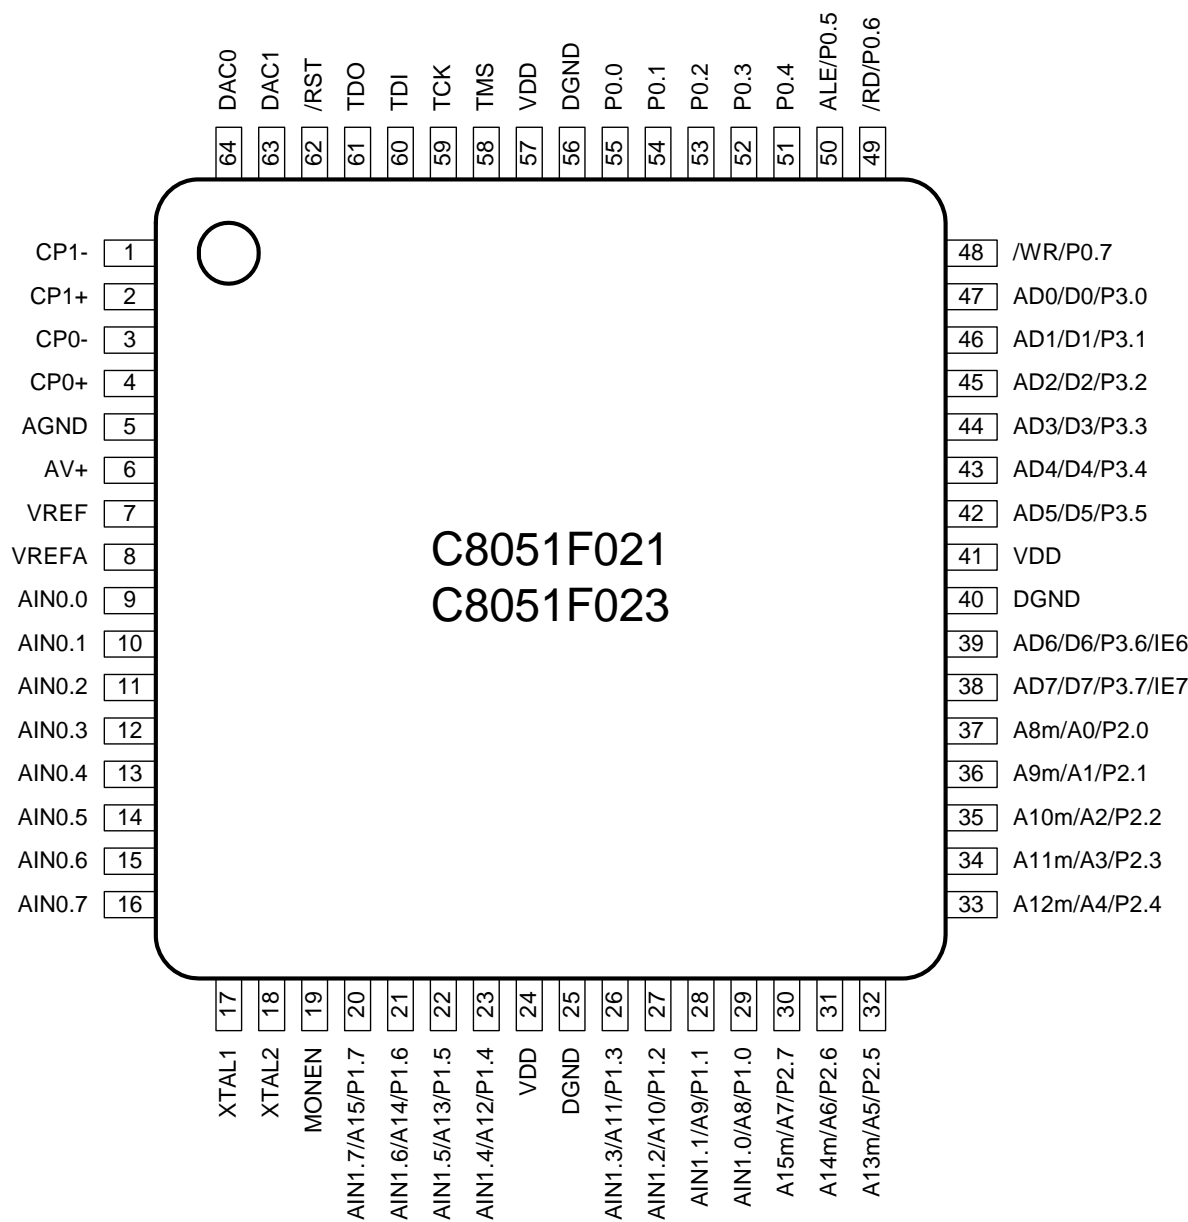 DAC0
DAC1
/RST
TDO
TDI
TCK
TMS
VDD
DGND
P0.0
P0.1
P0.2
P0.3
P0.4
ALE/P0.5
/RD/P0.6
64
63
62
61
60
59
58
57
56
55
54
53
52
51
50
49
CP1- 1
CP1+ 2
CP0- 3
CP0+ 4
AGND 5
AV+ 6
VREF 7
VREFA 8
AIN0.0 9
AIN0.1 10
AIN0.2 11
AIN0.3 12
AIN0.4 13
AIN0.5 14
AIN0.6 15
AIN0.7 16
C8051F021
C8051F023
48 /WR/P0.7
47 AD0/D0/P3.0
46 AD1/D1/P3.1
45 AD2/D2/P3.2
44 AD3/D3/P3.3
43 AD4/D4/P3.4
42 AD5/D5/P3.5
41 VDD
40 DGND
39 AD6/D6/P3.6/IE6
38 AD7/D7/P3.7/IE7
37 A8m/A0/P2.0
36 A9m/A1/P2.1
35 A10m/A2/P2.2
34 A11m/A3/P2.3
33 A12m/A4/P2.4
17
18
19
20
21
22
23
24
25
26
27
28
29
30
31
32
XTAL1
XTAL2
MONEN
AIN1.7/A15/P1.7
AIN1.6/A14/P1.6
AIN1.5/A13/P1.5
AIN1.4/A12/P1.4
VDD
DGND
AIN1.3/A11/P1.3
AIN1.2/A10/P1.2
AIN1.1/A9/P1.1
AIN1.0/A8/P1.0
A15m/A7/P2.7
A14m/A6/P2.6
A13m/A5/P2.5